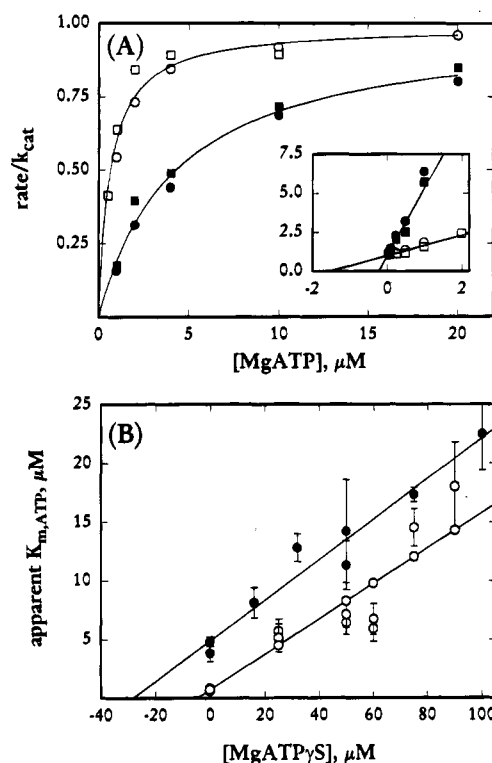 (A)
rate/kcat
1.00
0.75
0.50
0.25
7.5
5.0
2.5
0.0
-2 -1 0 1 2
0 5 10 15 20
[MgATP], μM
(B)
apparent Km,ATP, μM
25
20
15
10
5
-40 -20 0 20 40 60 80 100
[MgATPγS], μM